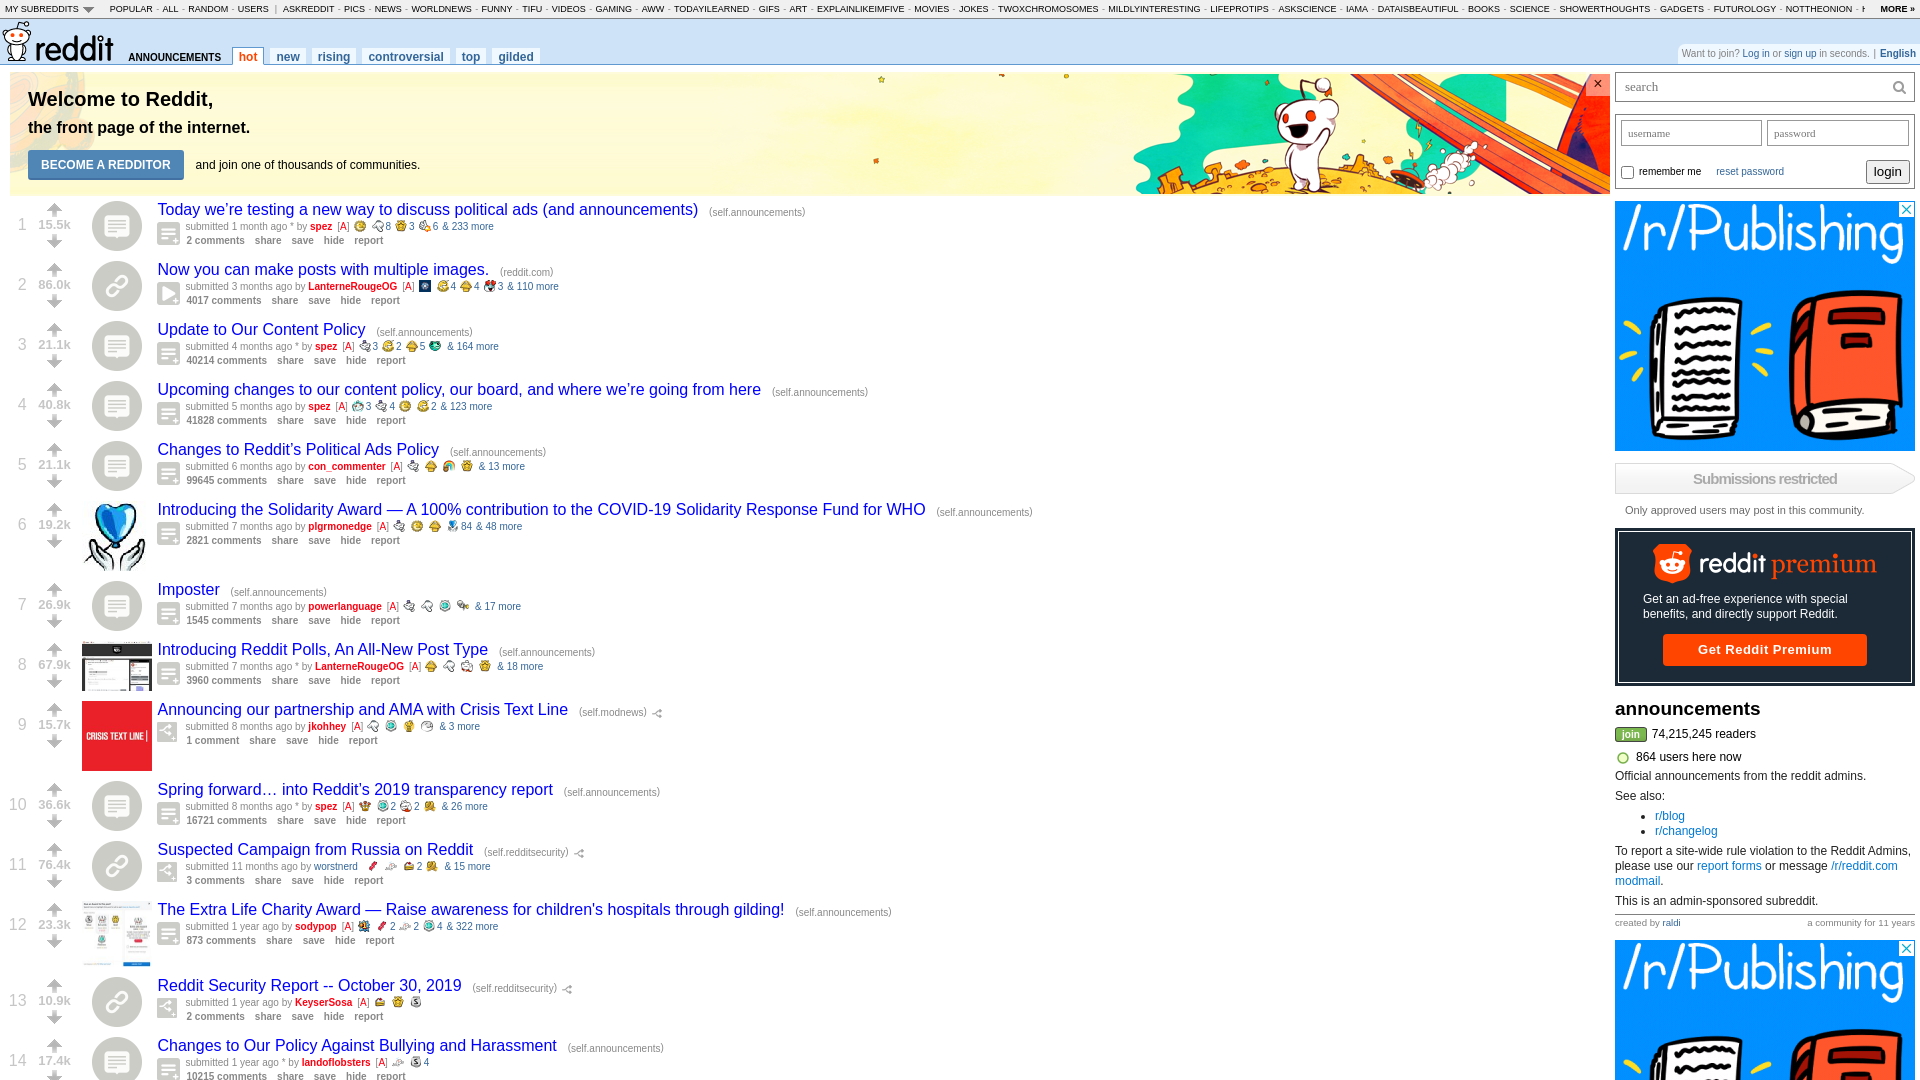 MY SUBREDDITS POPULAR - ALL - RANDOM - USERS | ASKREDDIT - PICS - NEWS - WORLDNEWS - FUNNY - TIFU - VIDEOS - GAMING - AWW - TODAYILEARNED - GIFS - ART - EXPLAINLIKEIMFIVE - MOVIES - JOKES - TWOXCHROMOSOMES - MILDLYINTERESTING - LIFEPROTIPS - ASKSCIENCE - IAMA - DATAISBEAUTIFUL - BOOKS - SCIENCE - SHOWERTHOUGHTS - GADGETS - FUTUROLOGY - NOTTHEONION - MORE »
reddit ANNOUNCEMENTS hot new rising controversial top gilded
Want to join? Log in or sign up in seconds. | English
Welcome to Reddit,
the front page of the internet.
BECOME A REDDITOR and join one of thousands of communities.
×
1 15.5k
Today we’re testing a new way to discuss political ads (and announcements) (self.announcements)
submitted 1 month ago * by spez [A] 8 3 6 & 233 more
2 comments share save hide report
2 86.0k
Now you can make posts with multiple images. (reddit.com)
submitted 3 months ago by LanterneRougeOG [A] 4 4 3 & 110 more
4017 comments share save hide report
3 21.1k
Update to Our Content Policy (self.announcements)
submitted 4 months ago * by spez [A] 3 2 5 & 164 more
40214 comments share save hide report
4 40.8k
Upcoming changes to our content policy, our board, and where we’re going from here (self.announcements)
submitted 5 months ago by spez [A] 3 4 2 & 123 more
41828 comments share save hide report
5 21.1k
Changes to Reddit’s Political Ads Policy (self.announcements)
submitted 6 months ago by con_commenter [A] & 13 more
99645 comments share save hide report
6 19.2k
Introducing the Solidarity Award — A 100% contribution to the COVID-19 Solidarity Response Fund for WHO (self.announcements)
submitted 7 months ago by plgrmonedge [A] 84 & 48 more
2821 comments share save hide report
7 26.9k
Imposter (self.announcements)
submitted 7 months ago by powerlanguage [A] & 17 more
1545 comments share save hide report
8 67.9k
Introducing Reddit Polls, An All-New Post Type (self.announcements)
submitted 7 months ago * by LanterneRougeOG [A] & 18 more
3960 comments share save hide report
9 15.7k
CRISIS TEXT LINE |
Announcing our partnership and AMA with Crisis Text Line (self.modnews)
submitted 8 months ago by jkohhey [A] & 3 more
1 comment share save hide report
10 36.6k
Spring forward… into Reddit’s 2019 transparency report (self.announcements)
submitted 8 months ago * by spez [A] 2 2 & 26 more
16721 comments share save hide report
11 76.4k
Suspected Campaign from Russia on Reddit (self.redditsecurity)
submitted 11 months ago by worstnerd 2 & 15 more
3 comments share save hide report
12 23.3k
The Extra Life Charity Award — Raise awareness for children's hospitals through gilding! (self.announcements)
submitted 1 year ago by sodypop [A] 2 2 4 & 322 more
873 comments share save hide report
13 10.9k
Reddit Security Report -- October 30, 2019 (self.redditsecurity)
submitted 1 year ago by KeyserSosa [A]
2 comments share save hide report
14 17.4k
Changes to Our Policy Against Bullying and Harassment (self.announcements)
submitted 1 year ago * by landoflobsters [A] 4
10215 comments share save hide report
search
username password
remember me reset password login
/r/Publishing
Submissions restricted
Only approved users may post in this community.
reddit premium
Get an ad-free experience with special
benefits, and directly support Reddit.
Get Reddit Premium
announcements
join 74,215,245 readers
864 users here now
Official announcements from the reddit admins.
See also:
• r/blog
• r/changelog
To report a site-wide rule violation to the Reddit Admins,
please use our report forms or message /r/reddit.com
modmail.
This is an admin-sponsored subreddit.
created by raldi a community for 11 years
/r/Publishing